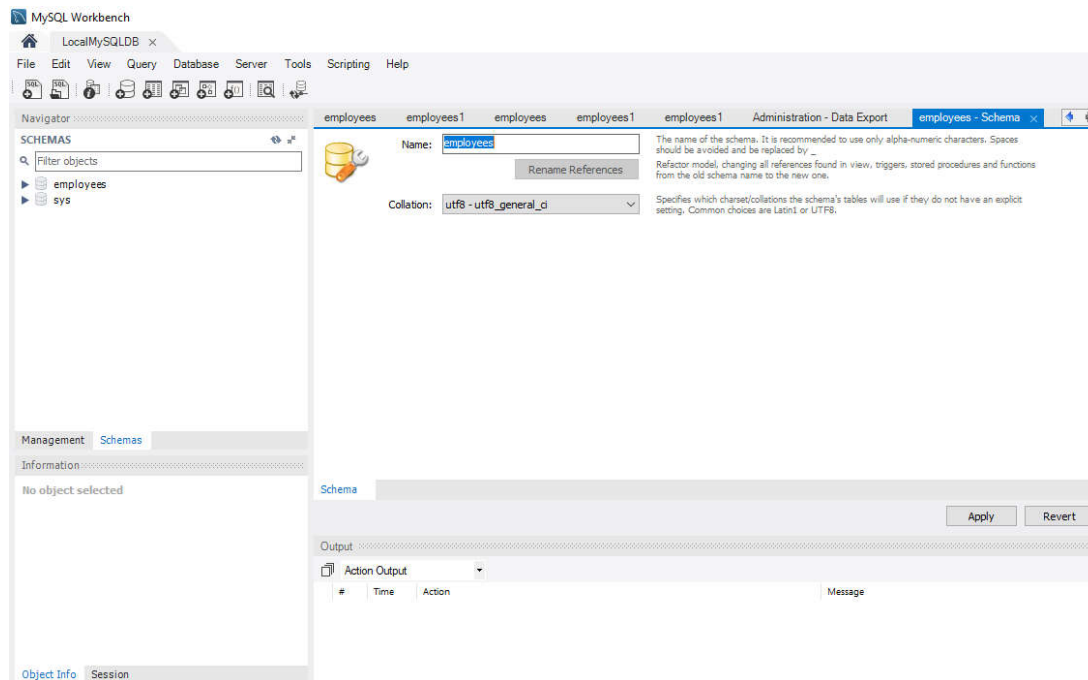 MySQL Workbench
LocalMySQLDB ×
File Edit View Query Database Server Tools Scripting Help
SQL SQL
Navigator
SCHEMAS
Filter objects
employees
sys
Management Schemas
Information
No object selected
Object Info Session
employees employees1 employees employees1 employees1 Administration - Data Export employees - Schema ×
Name: employees
The name of the schema. It is recommended to use only alpha-numeric characters. Spaces
should be avoided and be replaced by _
Rename References
Refactor model, changing all references found in view, triggers, stored procedures and functions
from the old schema name to the new one.
Collation: utf8 - utf8_general_ci
Specifies which charset/collations the schema's tables will use if they do not have an explicit
setting. Common choices are Latin1 or UTF8.
Schema
Apply Revert
Output
Action Output
# Time Action Message